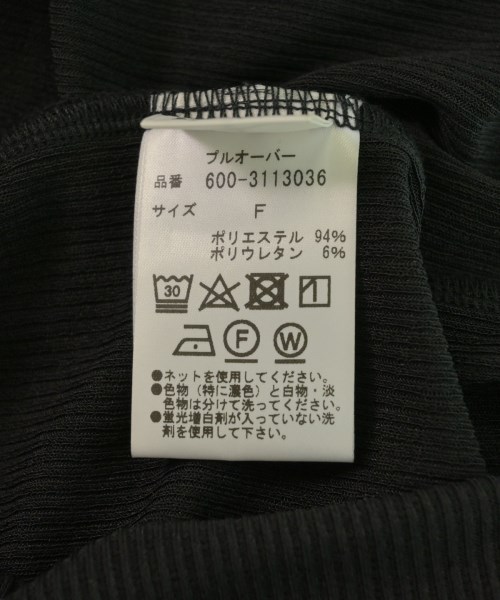 プルオーバー
品番 600-3113036
サイズ F
ポリエステル 94%
ポリウレタン 6%
30
F W
●ネットを使用してください。
●色物（特に濃色）と白物・淡
色物は分けて洗ってください。
●蛍光増白剤が入っていない洗
剤を使用して下さい。